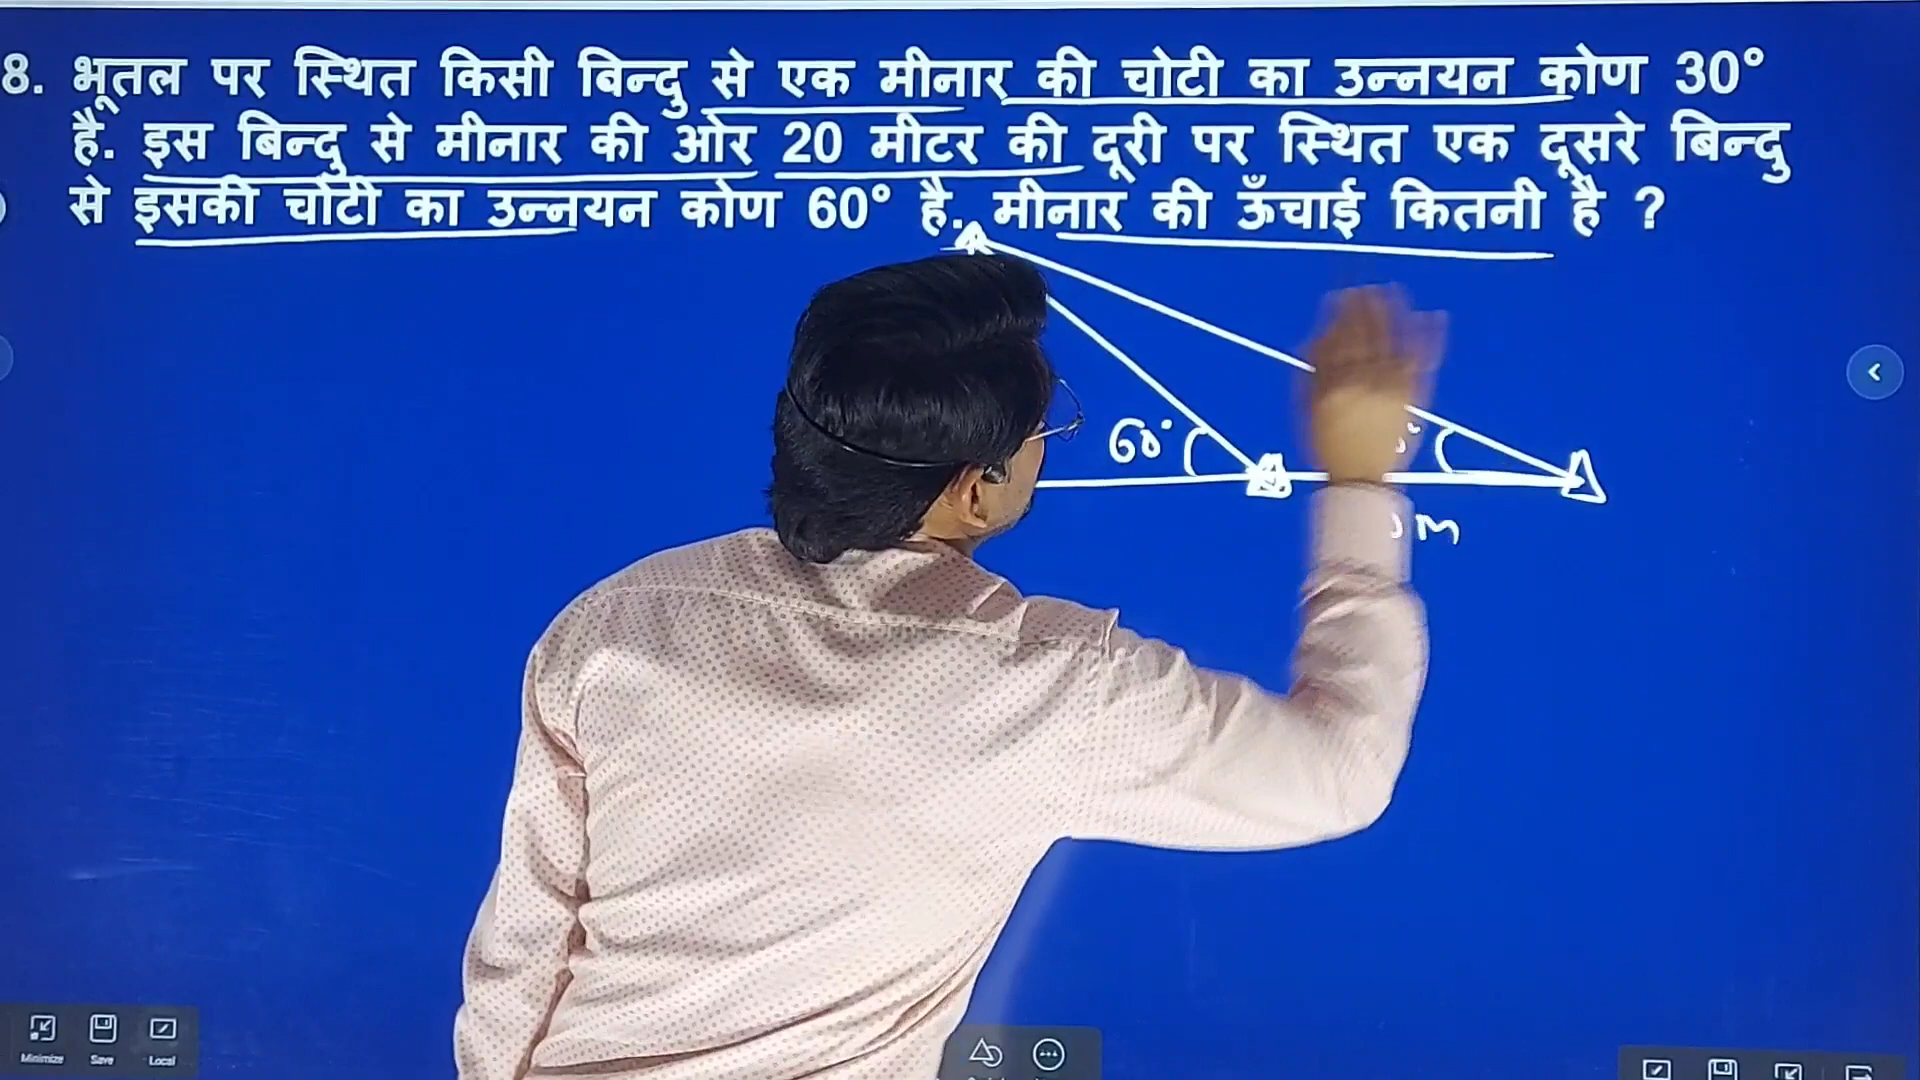 8. भूतल पर स्थित किसी बिन्दु से एक मीनार की चोटी का उन्नयन कोण 30°
है. इस बिन्दु से मीनार की ओर 20 मीटर की दूरी पर स्थित एक दूसरे बिन्दु
से इसकी चोटी का उन्नयन कोण 60° है. मीनार की ऊँचाई कितनी है ?
60°
M
Minimize Save Local